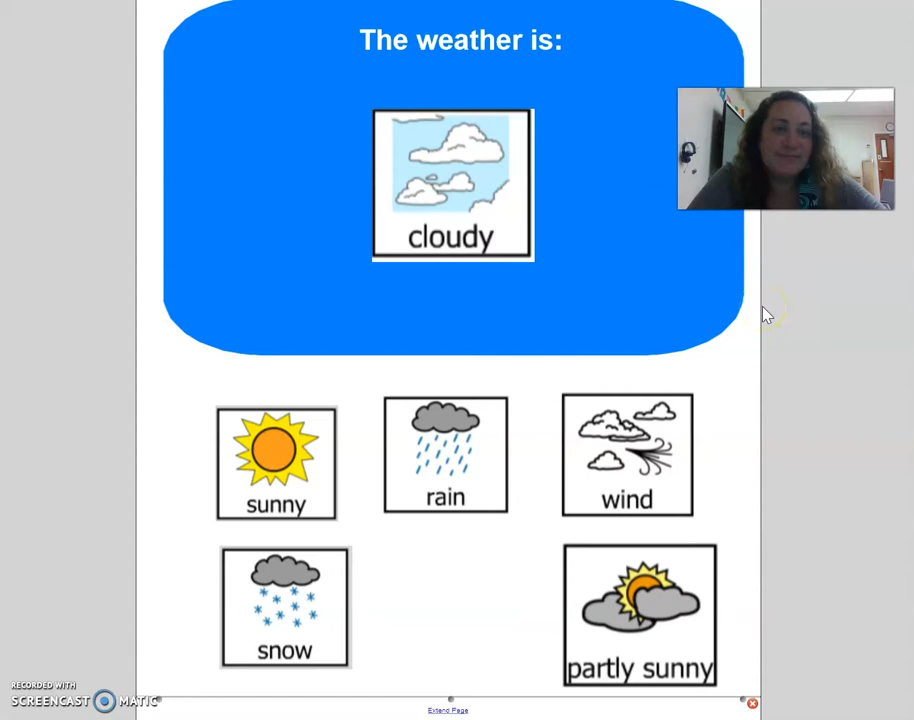 The weather is:
cloudy
sunny
rain
wind
snow
partly sunny
RECORDED WITH
SCREENCAST MATIC
Extend Page